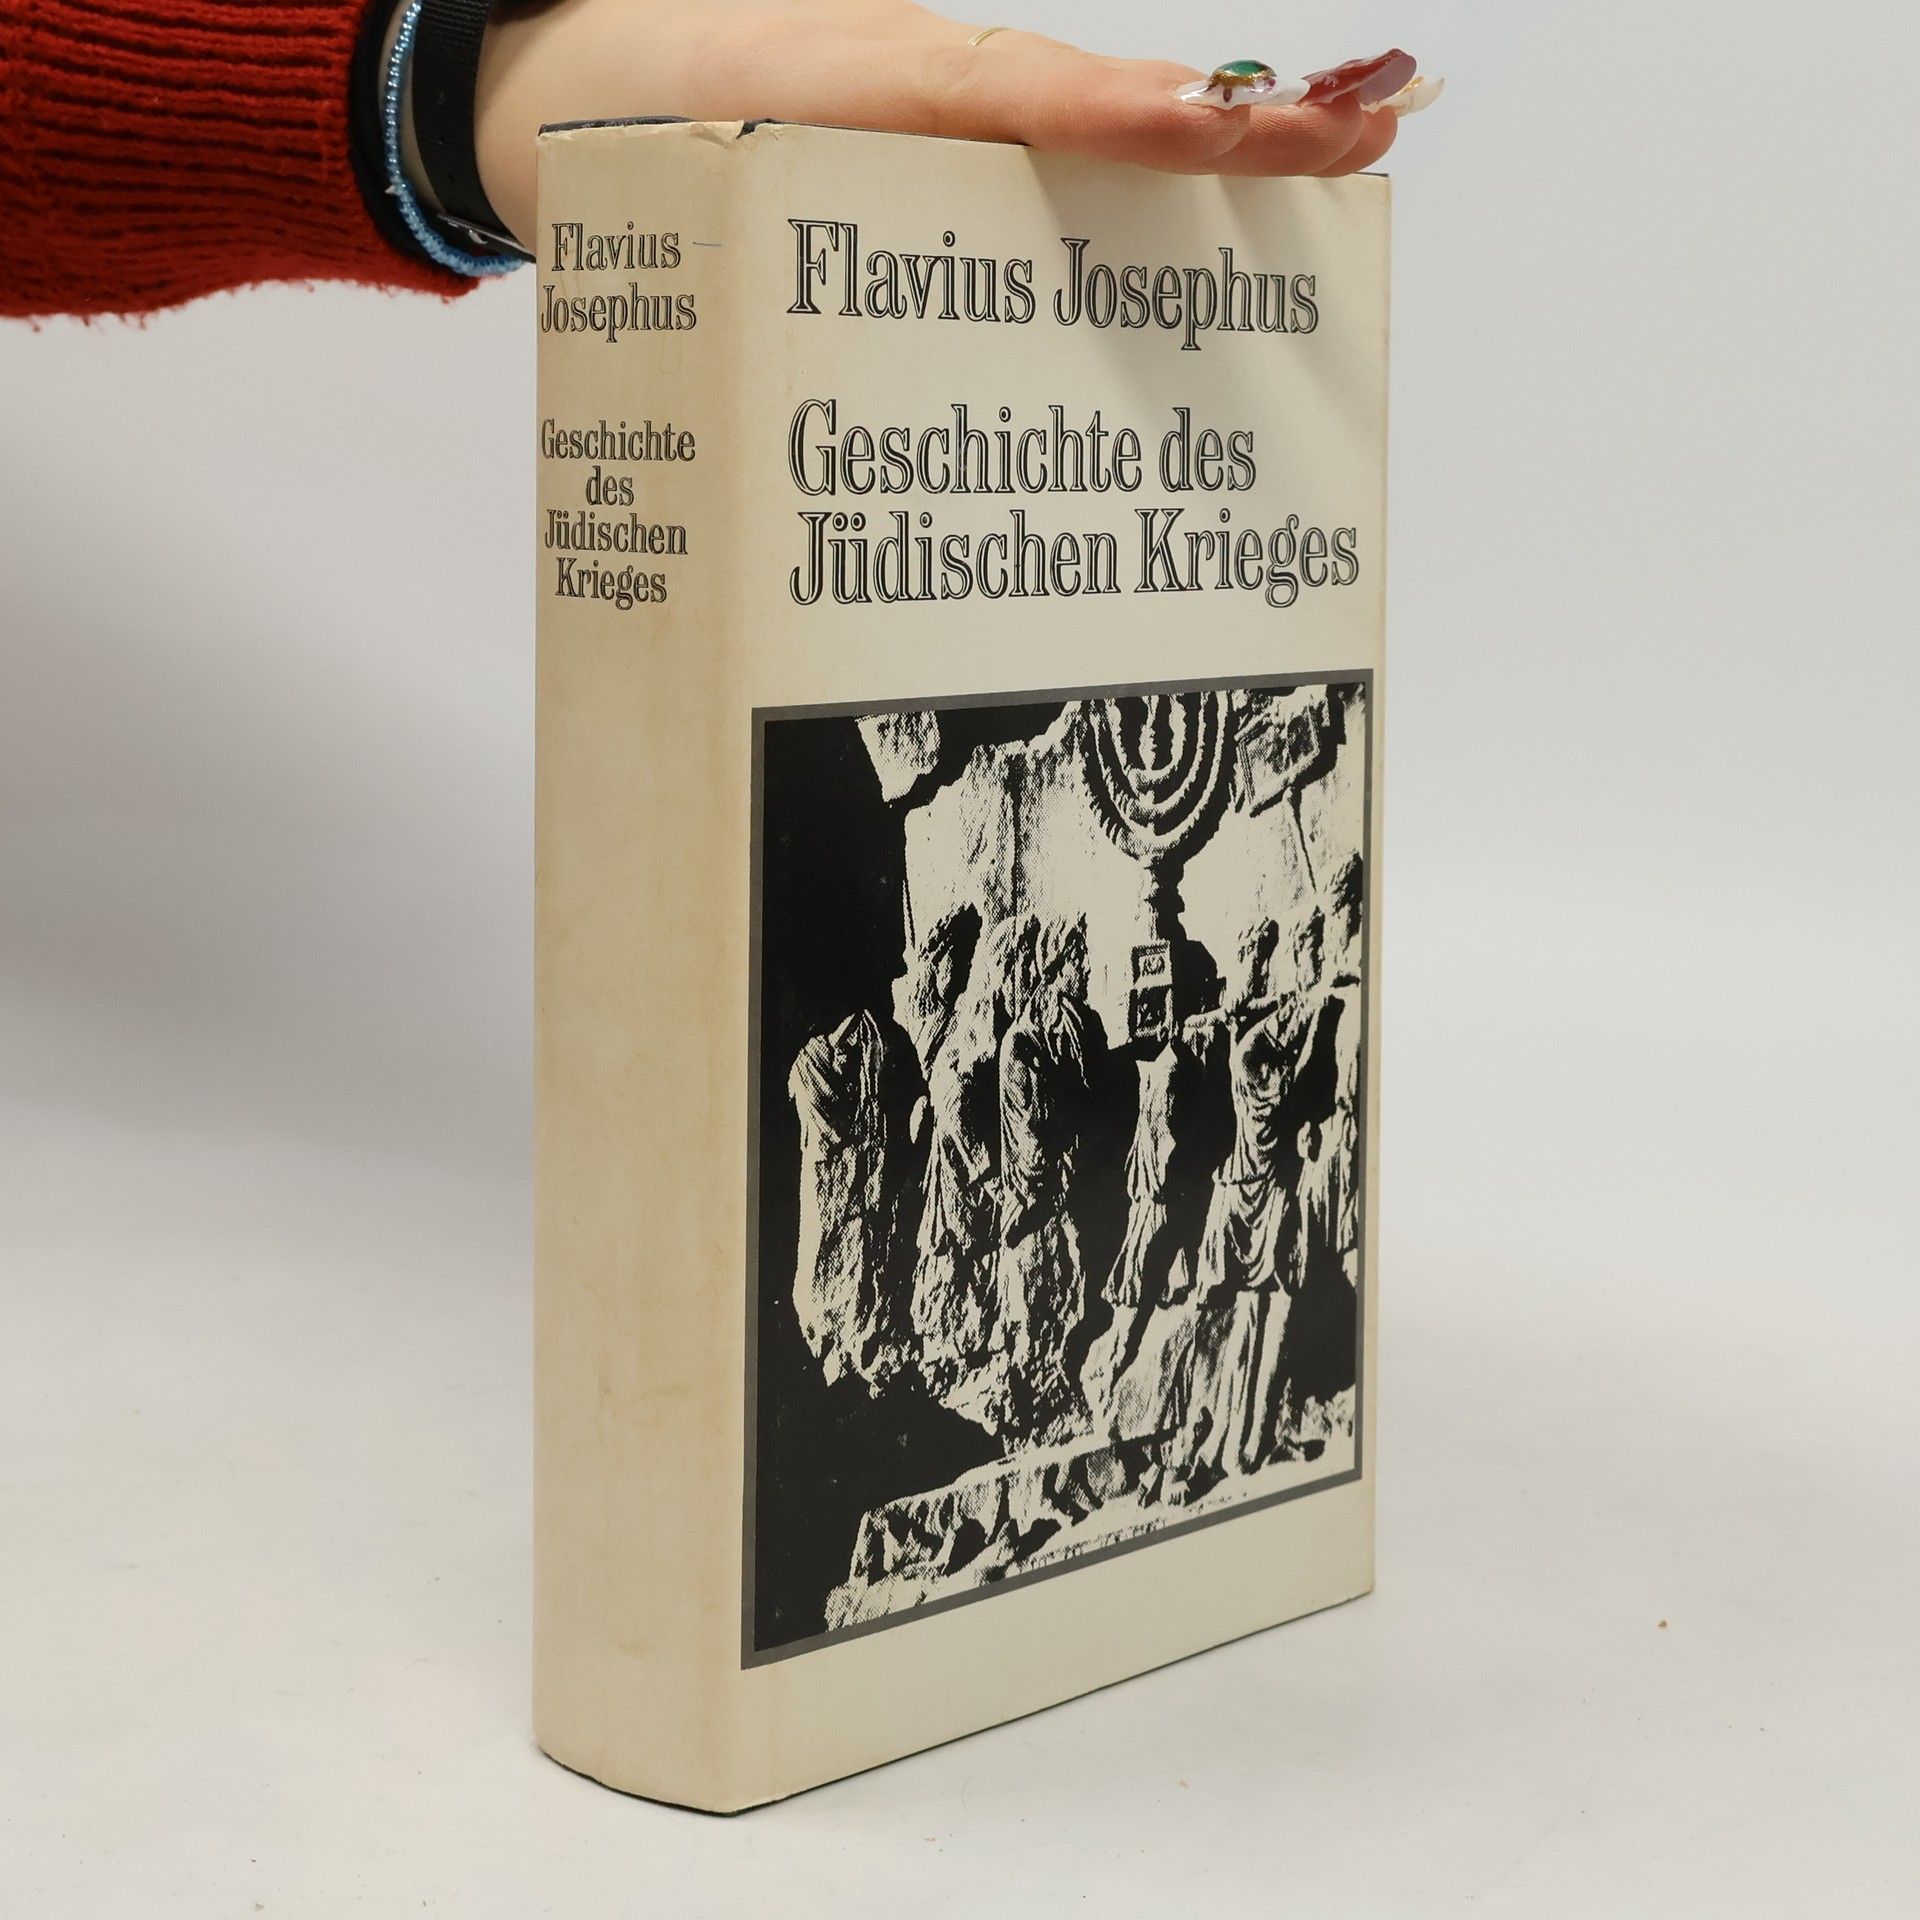 Flavius
Josephus
Geschichte
des
Jüdischen
Krieges
Flavius Josephus
Geschichte des
Jüdischen Krieges